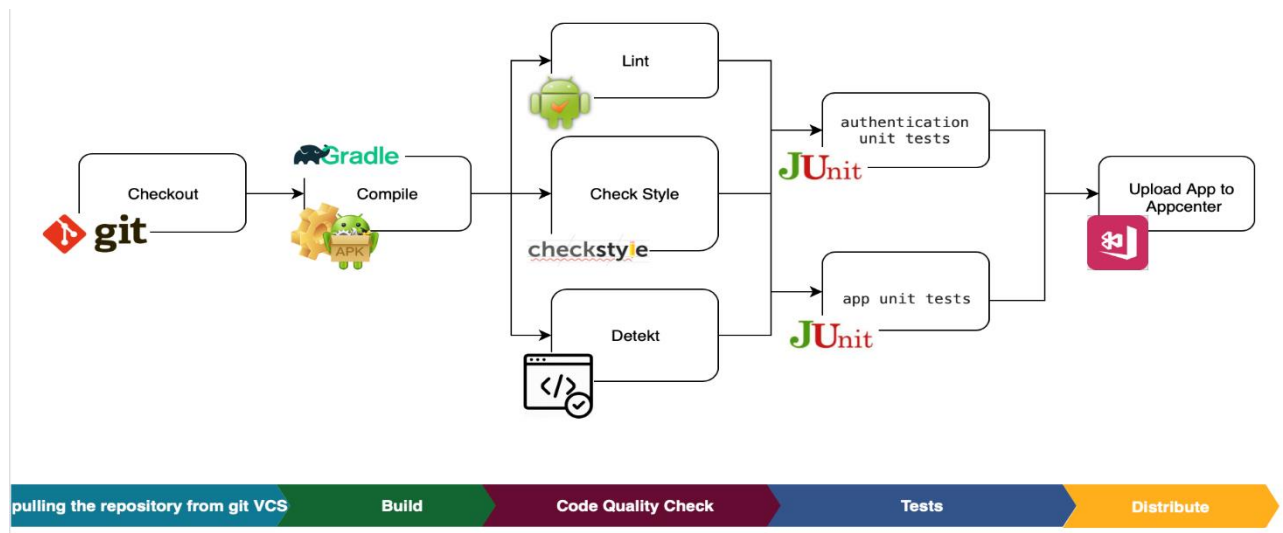 Lint
authentication
unit tests
JUnit
Gradle
Checkout
Compile
Check Style
Upload App to
Appcenter
git
APK
checkstyle
app unit tests
Detekt
JUnit
</>
pulling the repository from git VCS
Build
Code Quality Check
Tests
Distribute